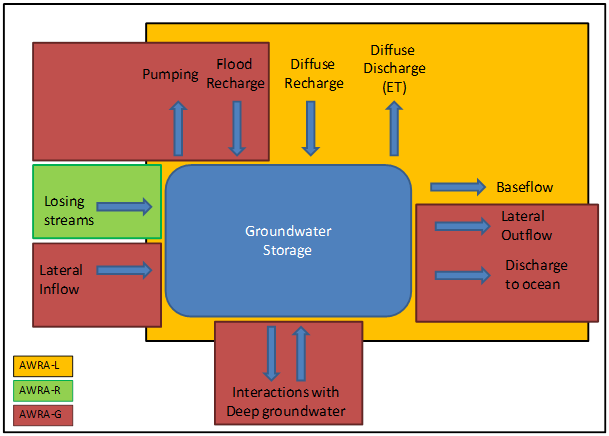 Pumping
Flood
Recharge
Diffuse
Recharge
Diffuse
Discharge
(ET)
Losing
streams
Groundwater
Storage
Baseflow
Lateral
Outflow
Lateral
Inflow
Discharge
to ocean
Interactions with
Deep groundwater
AWRA-L
AWRA-R
AWRA-G